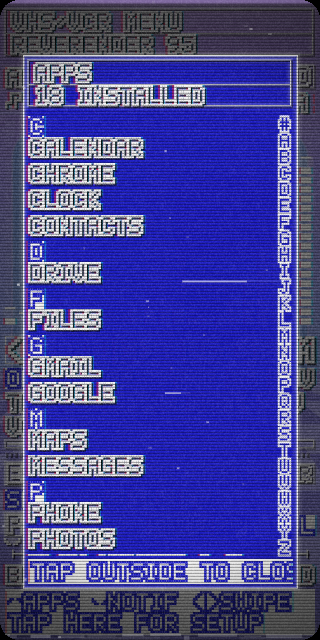 VHS/VCR MENU
REVERENDER 95
APPS
18 INSTALLED
C
CALENDAR
CHROME
CLOCK
CONTACTS
D
DRIVE
F
FILES
G
GMAIL
GOOGLE
M
MAPS
MESSAGES
P
PHONE
PHOTOS
#
A
B
C
D
E
F
G
H
I
J
K
L
M
N
O
P
Q
R
S
T
U
V
W
X
Y
Z
TAP OUTSIDE TO CLOS
APPS NOTIF SWIPE
TAP HERE FOR SETUP